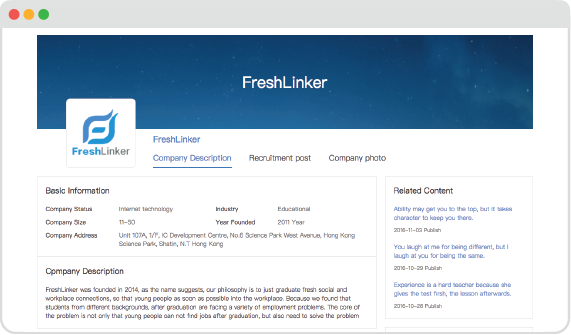 FreshLinker
FreshLinker
FreshLinker
Company Description Recruitment post Company photo
Basic Information
Company Status Internet technology Industry Educational
Company Size 11-50 Year Founded 2011 Year
Company Address Unit 107A, 1/F, IC Development Centre, No.6 Science Park West Avenue, Hong Kong
Science Park, Shatin, N.T Hong Kong
Cpmpany Description
FreshLinker was founded in 2014, as the name suggests, our philosophy is to just graduate fresh social and
workplace connections, so that young people as soon as possible into the workplace. Because we found that
students from different backgrounds, after graduation are facing a variety of employment problems. The core of
the problem is not only that young people can not find jobs after graduation, but also need to solve the problem
Related Content
Ability may get you to the top, but it takes
character to keep you there.
2016-11-03 Publish
You laugh at me for being different, but I
laugh at you for being the same.
2016-10-29 Publish
Experience is a hard teacher because she
gives the test first, the lesson afterwards.
2016-10-26 Publish